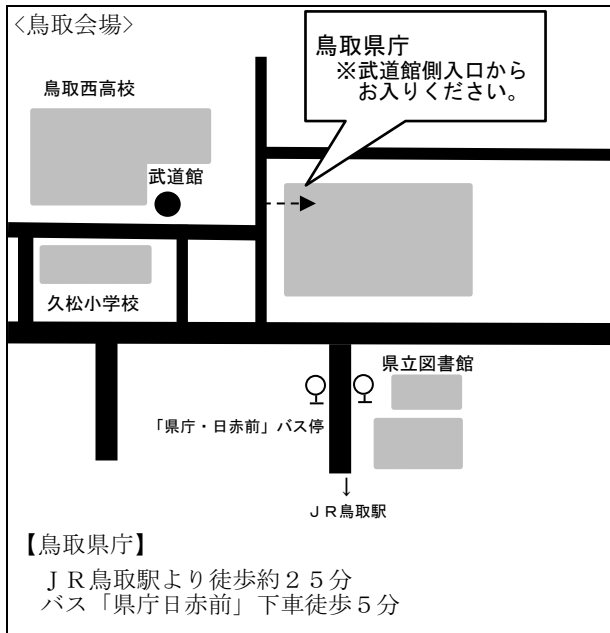 <鳥取会場>
鳥取県庁
※武道館側入口から
お入りください。
鳥取西高校
武道館
久松小学校
県立図書館
「県庁・日赤前」バス停
↓
ＪＲ鳥取駅
【鳥取県庁】
ＪＲ鳥取駅より徒歩約２５分
バス「県庁日赤前」下車徒歩５分